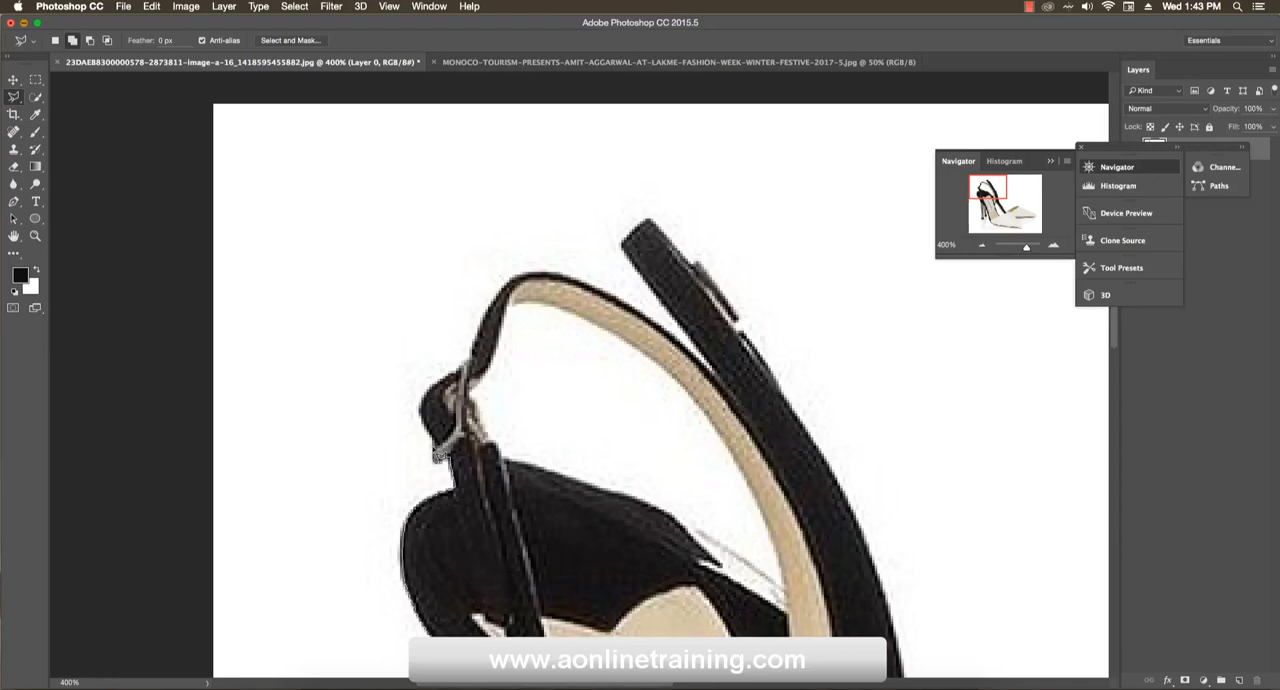 Photoshop CC File Edit Image Layer Type Select Filter 3D View Window Help Wed 1:43 PM
Adobe Photoshop CC 2015.5
Feather: 0 px Anti-alias Select and Mask... Essentials
23DAEB8300000578-2873811-image-a-16_1418595455882.jpg @ 400% (Layer 0, RGB/8#) * MONOCO-TOURISM-PRESENTS-AMIT-AGGARWAL-AT-LAKME-FASHION-WEEK-WINTER-FESTIVE-2017-5.jpg @ 50% (RGB/8)
Layers
Kind
Normal Opacity: 100%
Lock: Fill: 100%
Navigator Histogram
400%
Navigator
Histogram
Device Preview
Clone Source
Tool Presets
3D
Channe...
Paths
www.aonlinetraining.com
400%